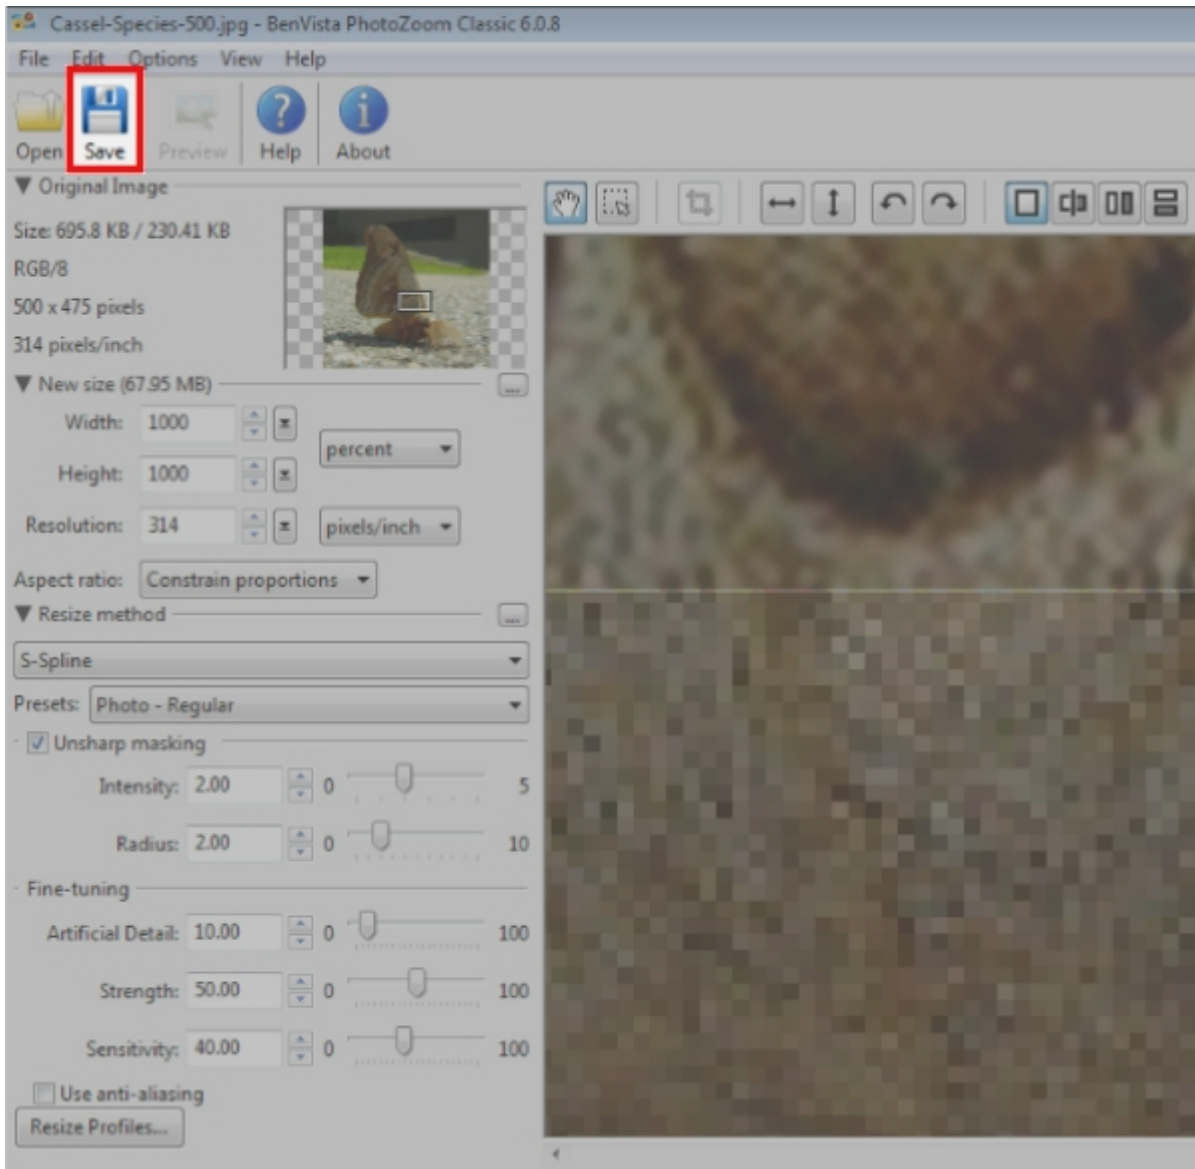 Cassel-Species-500.jpg - BenVista PhotoZoom Classic 6.0.8
File Edit Options View Help
Open Save Preview Help About
Original Image
Size: 695.8 KB / 230.41 KB
RGB/8
500 x 475 pixels
314 pixels/inch
New size (67.95 MB) ...
Width: 1000
percent
Height: 1000
Resolution: 314 pixels/inch
Aspect ratio: Constrain proportions
Resize method ...
S-Spline
Presets: Photo - Regular
Unsharp masking
Intensity: 2.00 0 5
Radius: 2.00 0 10
Fine-tuning
Artificial Detail: 10.00 0 100
Strength: 50.00 0 100
Sensitivity: 40.00 0 100
Use anti-aliasing
Resize Profiles...